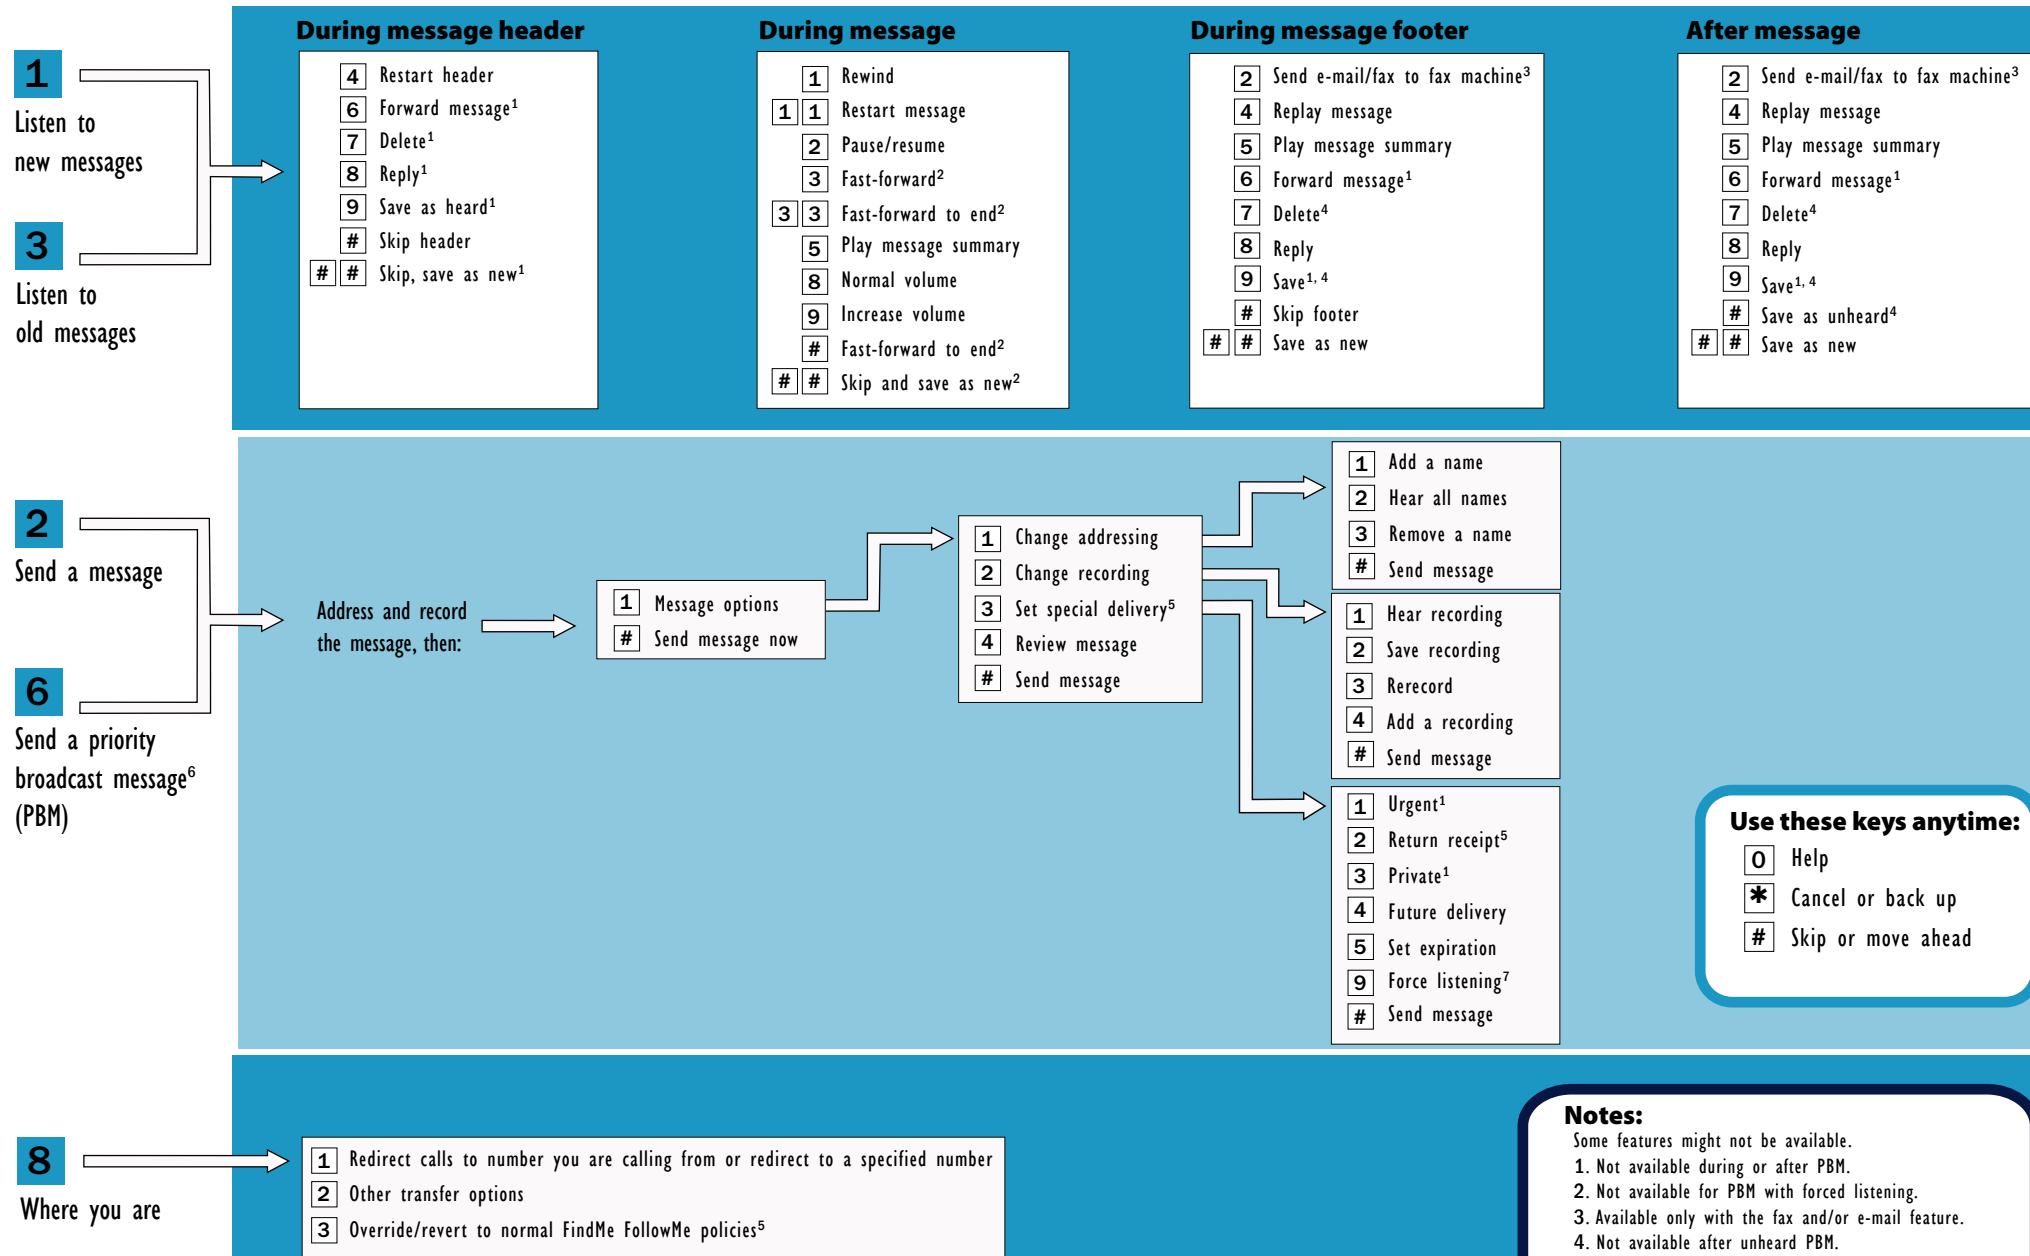 1
Listen to
new messages
3
Listen to
old messages
During message header
4 Restart header
6 Forward message¹
7 Delete¹
8 Reply¹
9 Save as heard¹
# Skip header
# # Skip, save as new¹
During message
1 Rewind
1 1 Restart message
2 Pause/resume
3 Fast-forward²
3 3 Fast-forward to end²
5 Play message summary
8 Normal volume
9 Increase volume
# Fast-forward to end²
# # Skip and save as new²
During message footer
2 Send e-mail/fax to fax machine³
4 Replay message
5 Play message summary
6 Forward message¹
7 Delete⁴
8 Reply
9 Save¹, ⁴
# Skip footer
# # Save as new
After message
2 Send e-mail/fax to fax machine³
4 Replay message
5 Play message summary
6 Forward message¹
7 Delete⁴
8 Reply
9 Save¹, ⁴
# Save as unheard⁴
# # Save as new
2
Send a message
6
Send a priority
broadcast message⁶
(PBM)
Address and record
the message, then:
1 Message options
# Send message now
1 Change addressing
2 Change recording
3 Set special delivery⁵
4 Review message
# Send message
1 Add a name
2 Hear all names
3 Remove a name
# Send message
1 Hear recording
2 Save recording
3 Rerecord
4 Add a recording
# Send message
1 Urgent¹
2 Return receipt⁵
3 Private¹
4 Future delivery
5 Set expiration
9 Force listening⁷
# Send message
Use these keys anytime:
0 Help
* Cancel or back up
# Skip or move ahead
8
Where you are
1 Redirect calls to number you are calling from or redirect to a specified number
2 Other transfer options
3 Override/revert to normal FindMe FollowMe policies⁵
Notes:
Some features might not be available.
1. Not available during or after PBM.
2. Not available for PBM with forced listening.
3. Available only with the fax and/or e-mail feature.
4. Not available after unheard PBM.